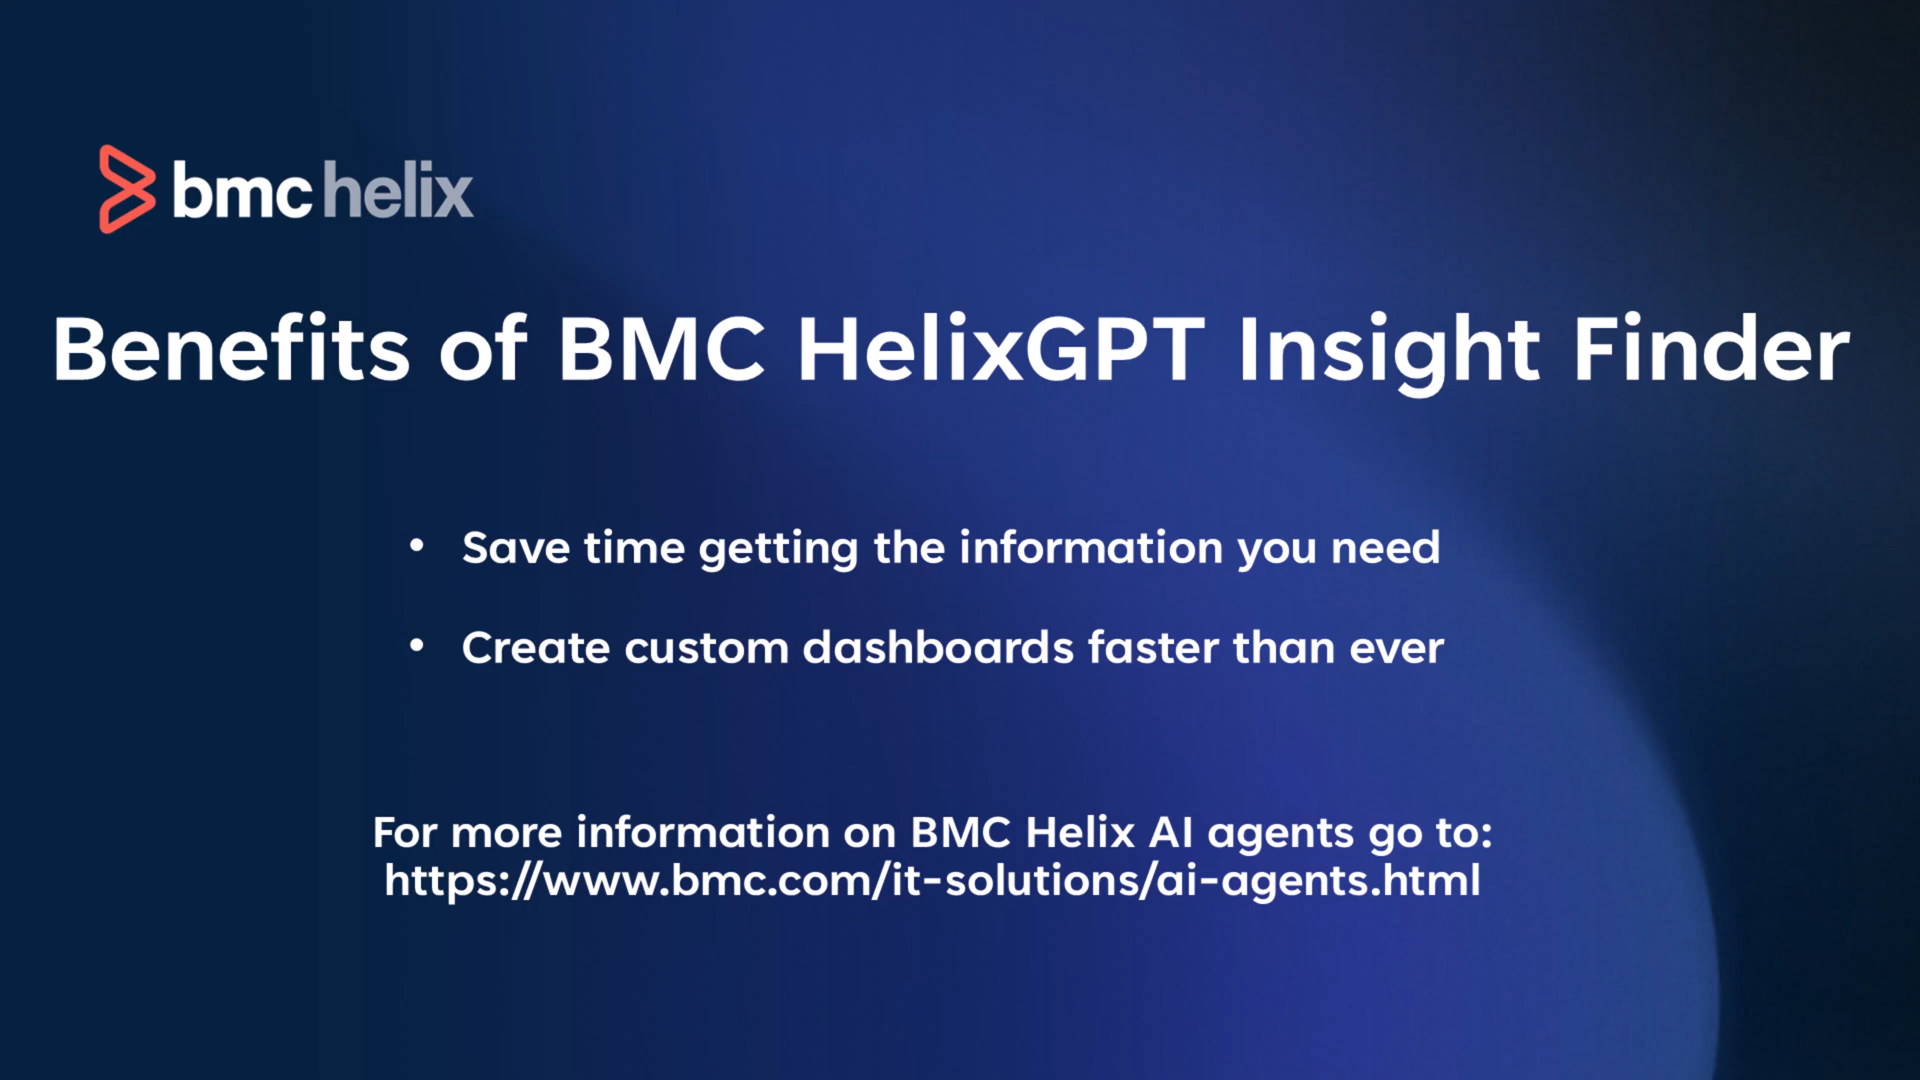 bmc helix
Benefits of BMC HelixGPT Insight Finder
• Save time getting the information you need
• Create custom dashboards faster than ever
For more information on BMC Helix AI agents go to:
https://www.bmc.com/it-solutions/ai-agents.html